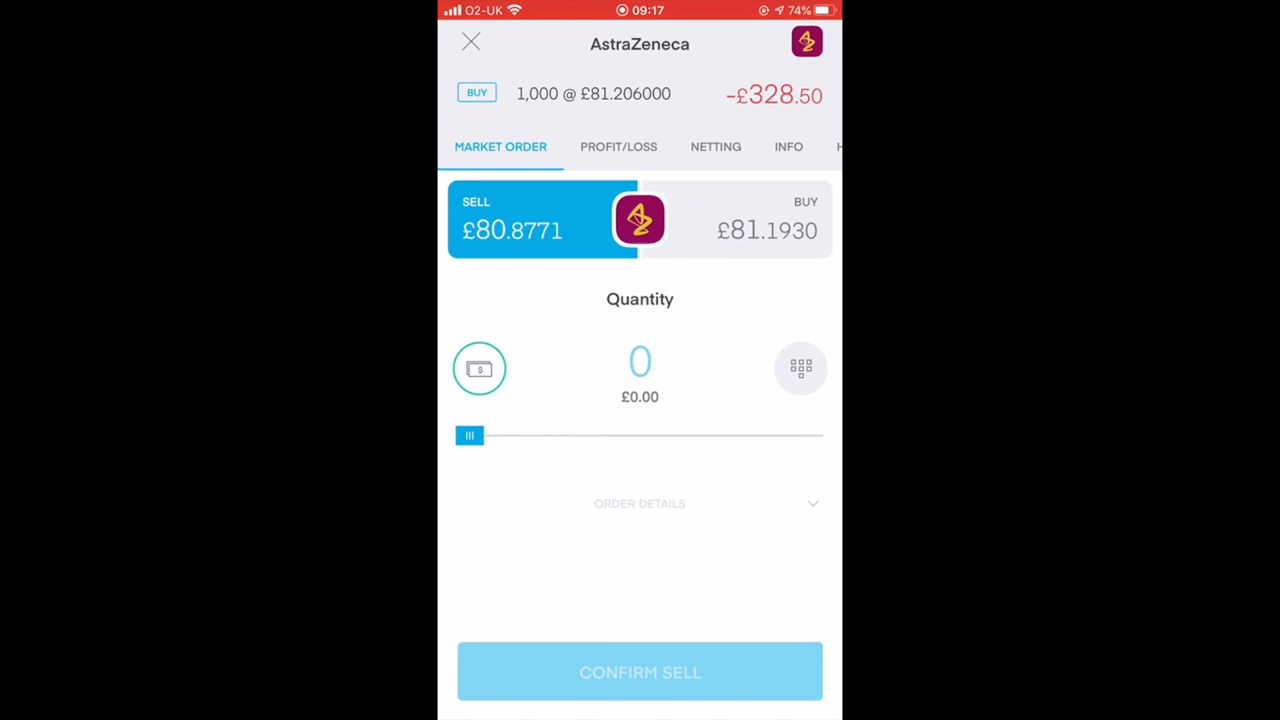 O2-UK 09:17 74%
AstraZeneca
BUY 1,000 @ £81.206000 -£328.50
MARKET ORDER PROFIT/LOSS NETTING INFO H
SELL BUY
£80.8771 £81.1930
Quantity
$ 0
£0.00
ORDER DETAILS
CONFIRM SELL